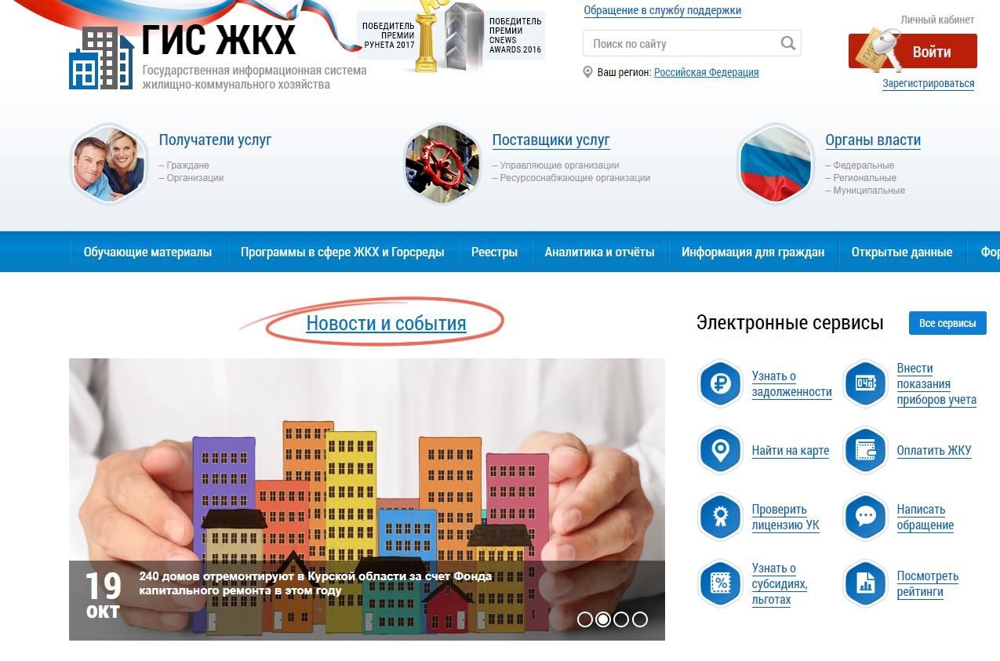 Обращение в службу поддержки
ПОБЕДИТЕЛЬ
ПРЕМИИ
РУНЕТА 2017
ПОБЕДИТЕЛЬ
ПРЕМИИ
CNEWS
AWARDS 2016
Личный кабинет
ГИС ЖКХ
Государственная информационная система
жилищно-коммунального хозяйства
Поиск по сайту
Войти
Ваш регион: Российская Федерация
Зарегистрироваться
Получатели услуг
– Граждане
– Организации
Поставщики услуг
– Управляющие организации
– Ресурсоснабжающие организации
Органы власти
– Федеральные
– Региональные
– Муниципальные
Обучающие материалы
Программы в сфере ЖКХ и Горсреды
Реестры
Аналитика и отчёты
Информация для граждан
Открытые данные
Новости и события
19
ОКТ
240 домов отремонтируют в Курской области за счет Фонда
капитального ремонта в этом году
Электронные сервисы
Все сервисы
Узнать о
задолженности
Внести
показания
приборов учета
Найти на карте
Оплатить ЖКУ
Проверить
лицензию УК
Написать
обращение
Узнать о
субсидиях,
льготах
Посмотреть
рейтинги